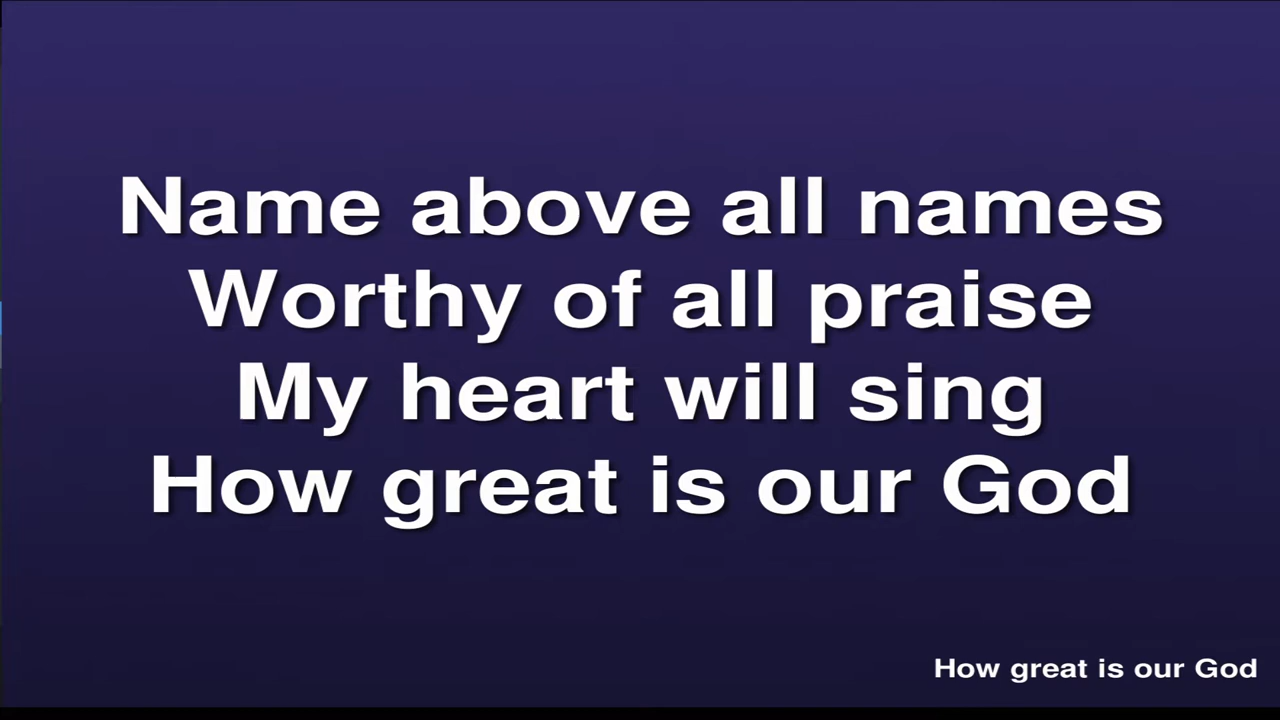 Name above all names
Worthy of all praise
My heart will sing
How great is our God
How great is our God